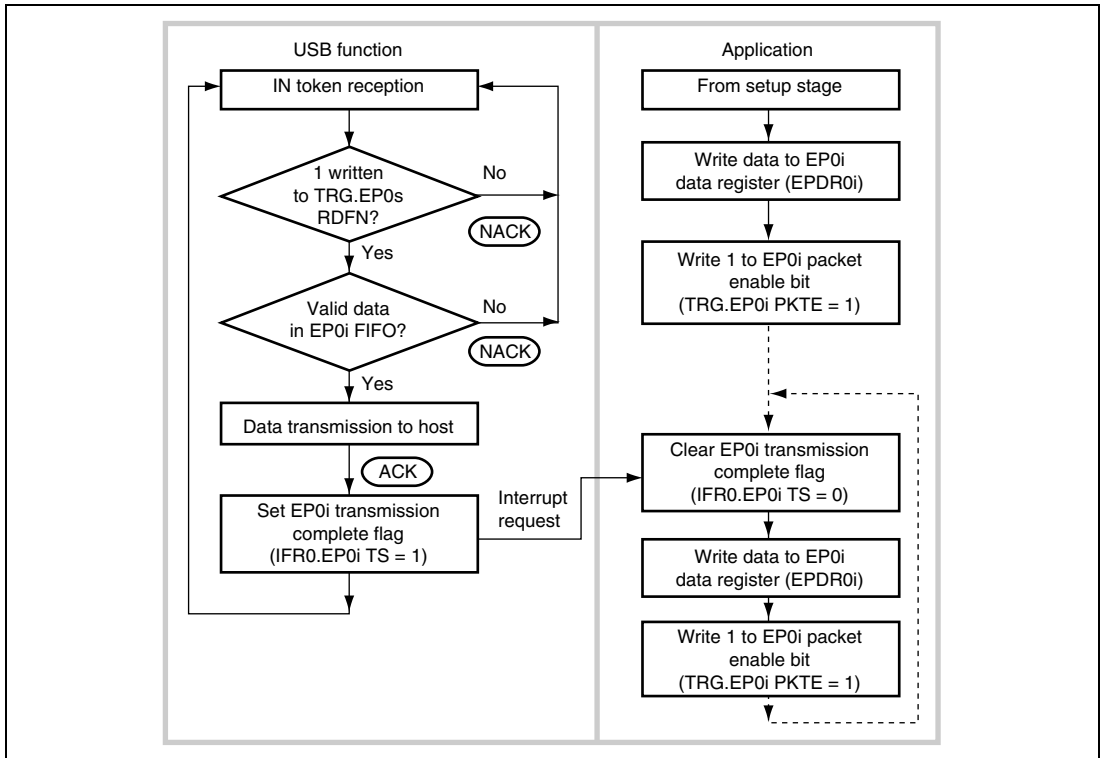 USB function
IN token reception
1 written
to TRG.EP0s
RDFN?
No
NACK
Yes
Valid data
in EP0i FIFO?
No
NACK
Yes
Data transmission to host
ACK
Set EP0i transmission
complete flag
(IFR0.EP0i TS = 1)
Interrupt
request
Application
From setup stage
Write data to EP0i
data register (EPDR0i)
Write 1 to EP0i packet
enable bit
(TRG.EP0i PKTE = 1)
Clear EP0i transmission
complete flag
(IFR0.EP0i TS = 0)
Write data to EP0i
data register (EPDR0i)
Write 1 to EP0i packet
enable bit
(TRG.EP0i PKTE = 1)